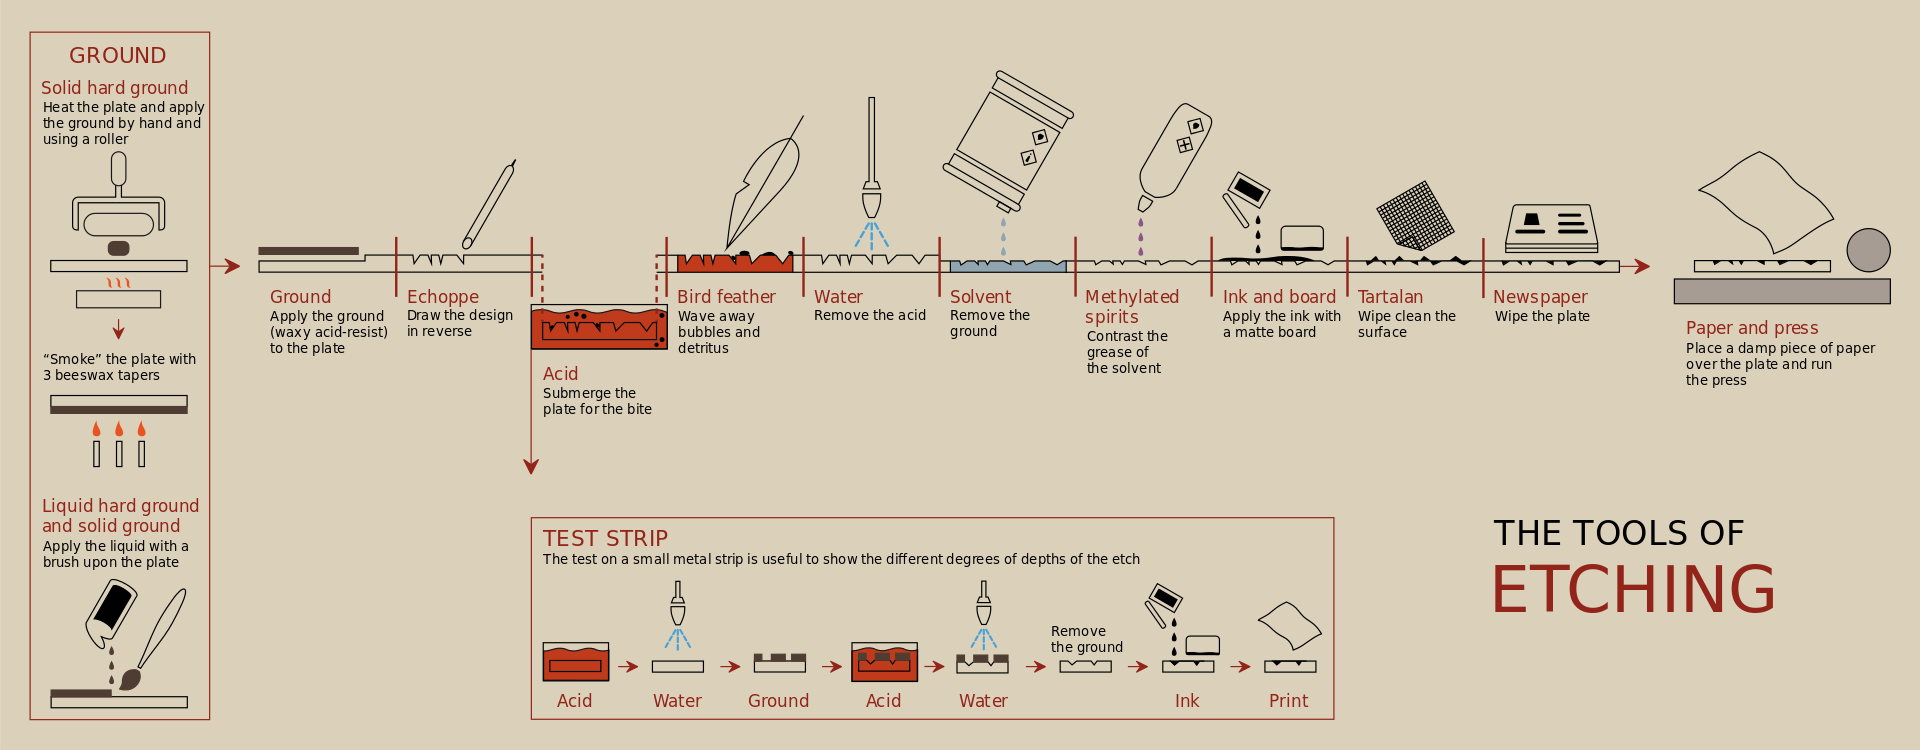 GROUND
Solid hard ground
Heat the plate and apply
the ground by hand and
using a roller
“Smoke” the plate with
3 beeswax tapers
Liquid hard ground
and solid ground
Apply the liquid with a
brush upon the plate
Ground
Apply the ground
(waxy acid-resist)
to the plate
Echoppe
Draw the design
in reverse
Acid
Submerge the
plate for the bite
Bird feather
Wave away
bubbles and
detritus
Water
Remove the acid
Solvent
Remove the
ground
Methylated
spirits
Contrast the
grease of
the solvent
Ink and board
Apply the ink with
a matte board
Tartalan
Wipe clean the
surface
Newspaper
Wipe the plate
Paper and press
Place a damp piece of paper
over the plate and run
the press
TEST STRIP
The test on a small metal strip is useful to show the different degrees of depths of the etch
Acid
Water
Ground
Acid
Water
Remove
the ground
Ink
Print
THE TOOLS OF
ETCHING